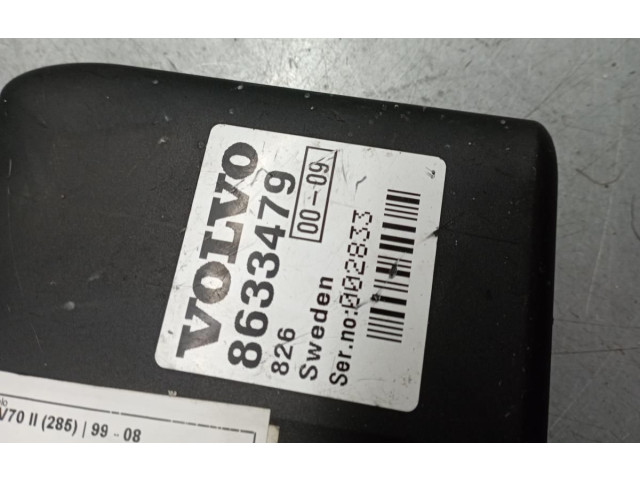 VOLVO
8633479
826 00-09
Sweden
Ser.no:002833
V70 II (285) | 99 - 08